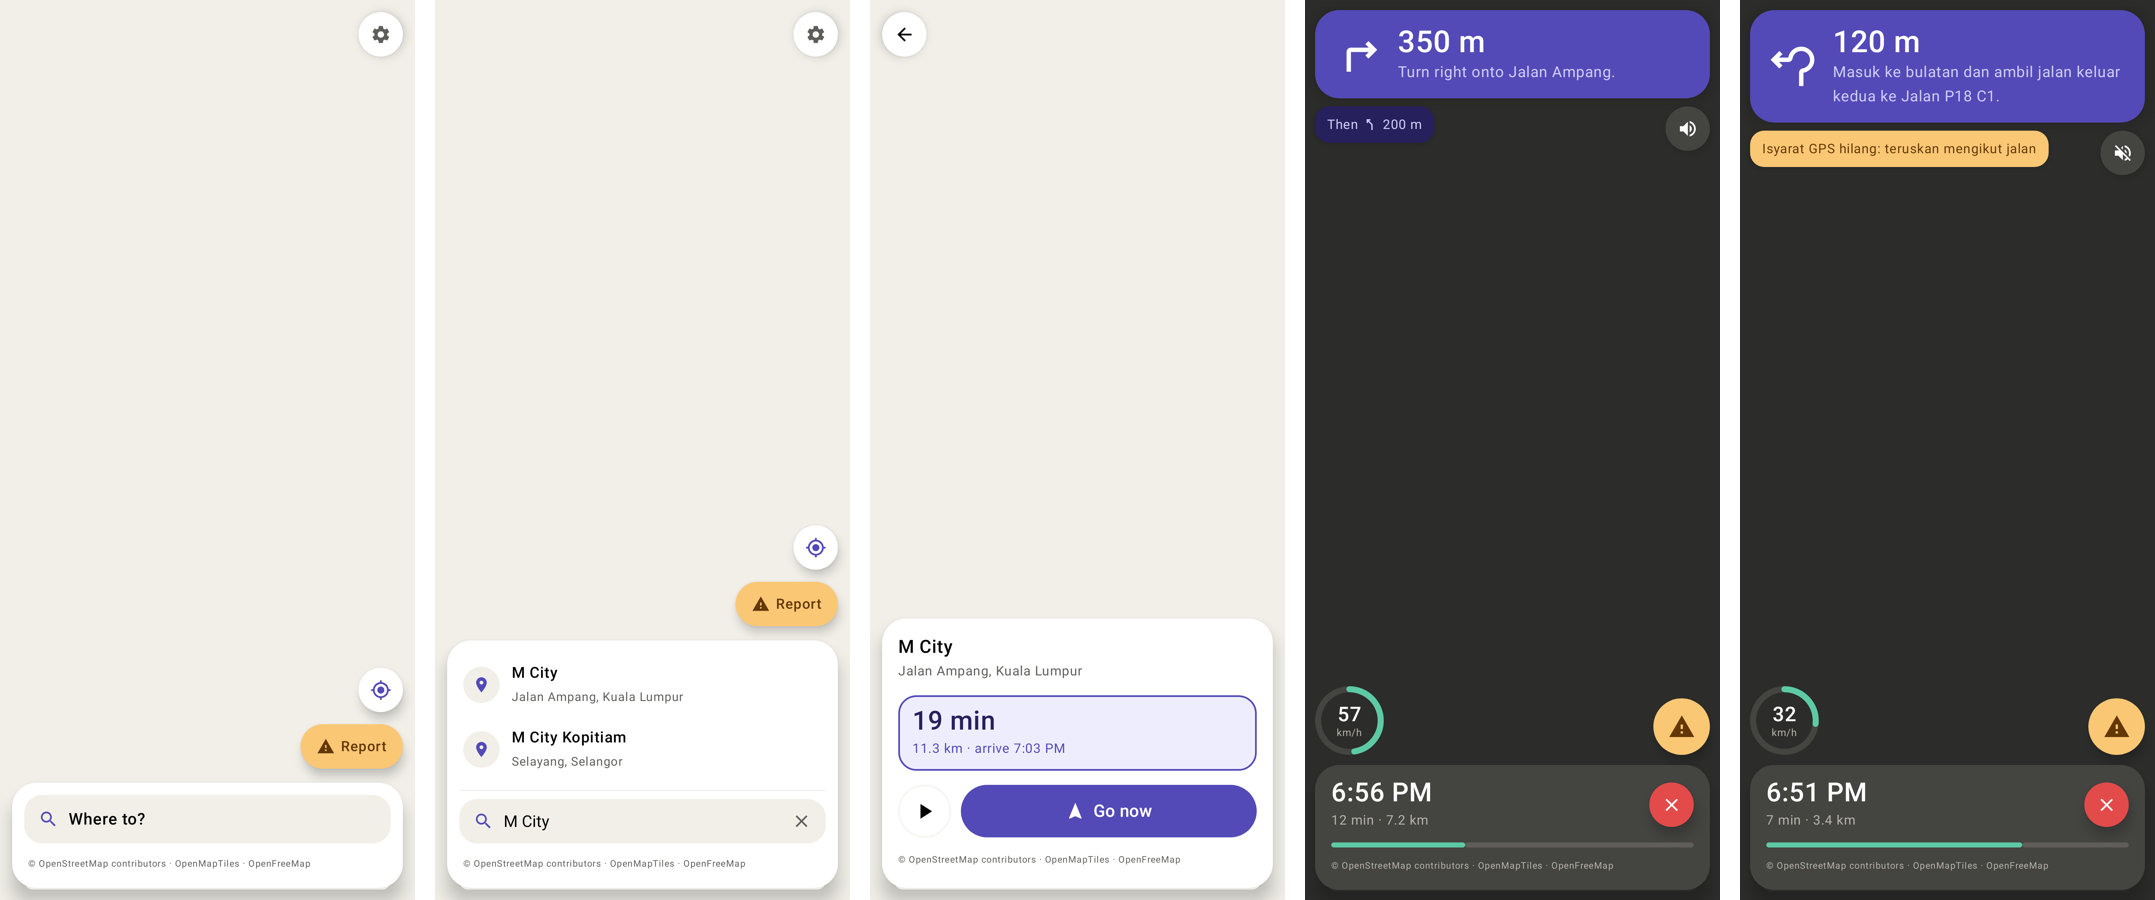 Report
Where to?
© OpenStreetMap contributors · OpenMapTiles · OpenFreeMap
Report
M City
Jalan Ampang, Kuala Lumpur
M City Kopitiam
Selayang, Selangor
M City
© OpenStreetMap contributors · OpenMapTiles · OpenFreeMap
M City
Jalan Ampang, Kuala Lumpur
19 min
11.3 km · arrive 7:03 PM
Go now
© OpenStreetMap contributors · OpenMapTiles · OpenFreeMap
350 m
Turn right onto Jalan Ampang.
Then 200 m
57
km/h
6:56 PM
12 min · 7.2 km
© OpenStreetMap contributors · OpenMapTiles · OpenFreeMap
120 m
Masuk ke bulatan dan ambil jalan keluar
kedua ke Jalan P18 C1.
Isyarat GPS hilang: teruskan mengikut jalan
32
km/h
6:51 PM
7 min · 3.4 km
© OpenStreetMap contributors · OpenMapTiles · OpenFreeMap